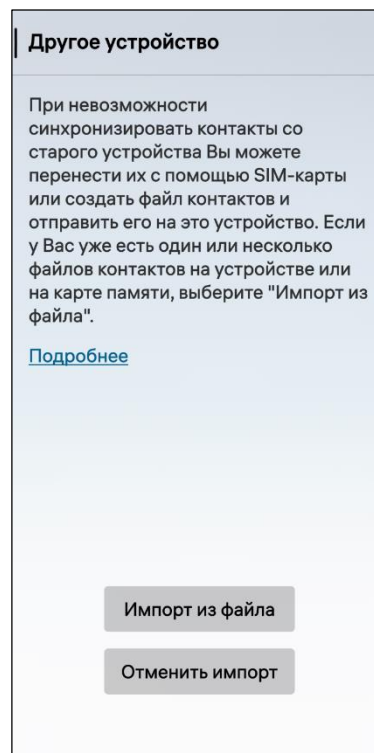 Другое устройство
При невозможности
синхронизировать контакты со
старого устройства Вы можете
перенести их с помощью SIM-карты
или создать файл контактов и
отправить его на это устройство. Если
у Вас уже есть один или несколько
файлов контактов на устройстве или
на карте памяти, выберите "Импорт из
файла".
Подробнее
Импорт из файла
Отменить импорт